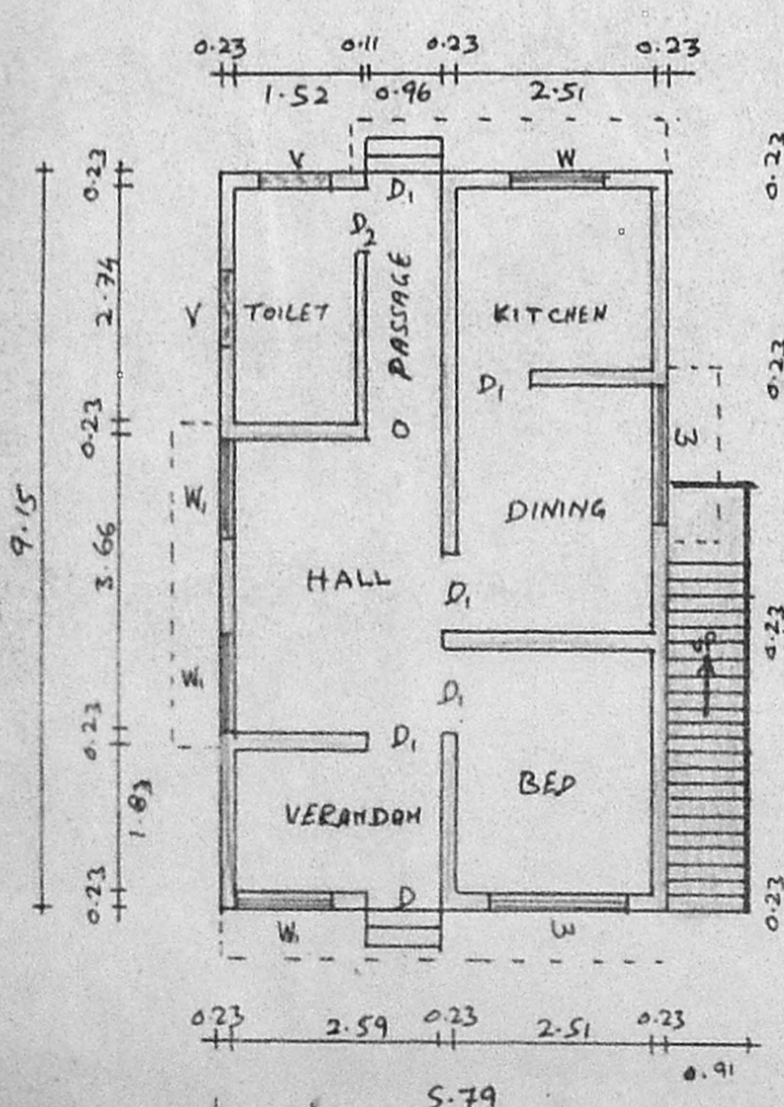 0.23 0.11 0.23 0.23
1.52 0.96 2.51
V W
D1
D2
V TOILET PASSAGE KITCHEN
0.23 2.74 0.23 3.66 0.23 1.83 0.23
9.15
0.23 0.23 0.23 0.23
D1
O
W
W1
DINING
HALL
D1
W1
UP
D1
D1
BED
VERANDAH
D
W1 W
0.23 2.59 0.23 2.51 0.23
0.91
5.79